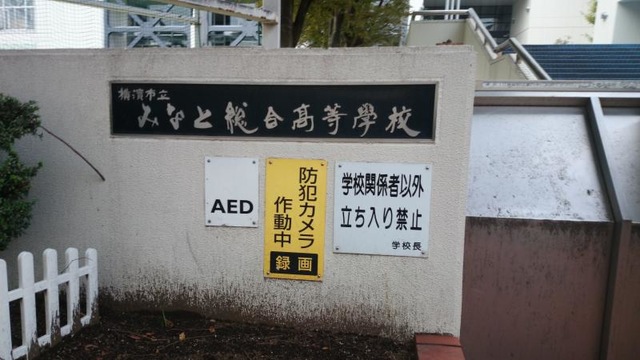 横濱市立
みなと総合高等學校
AED
防犯カメラ
作動中
録画
学校関係者以外
立ち入り禁止
学校長